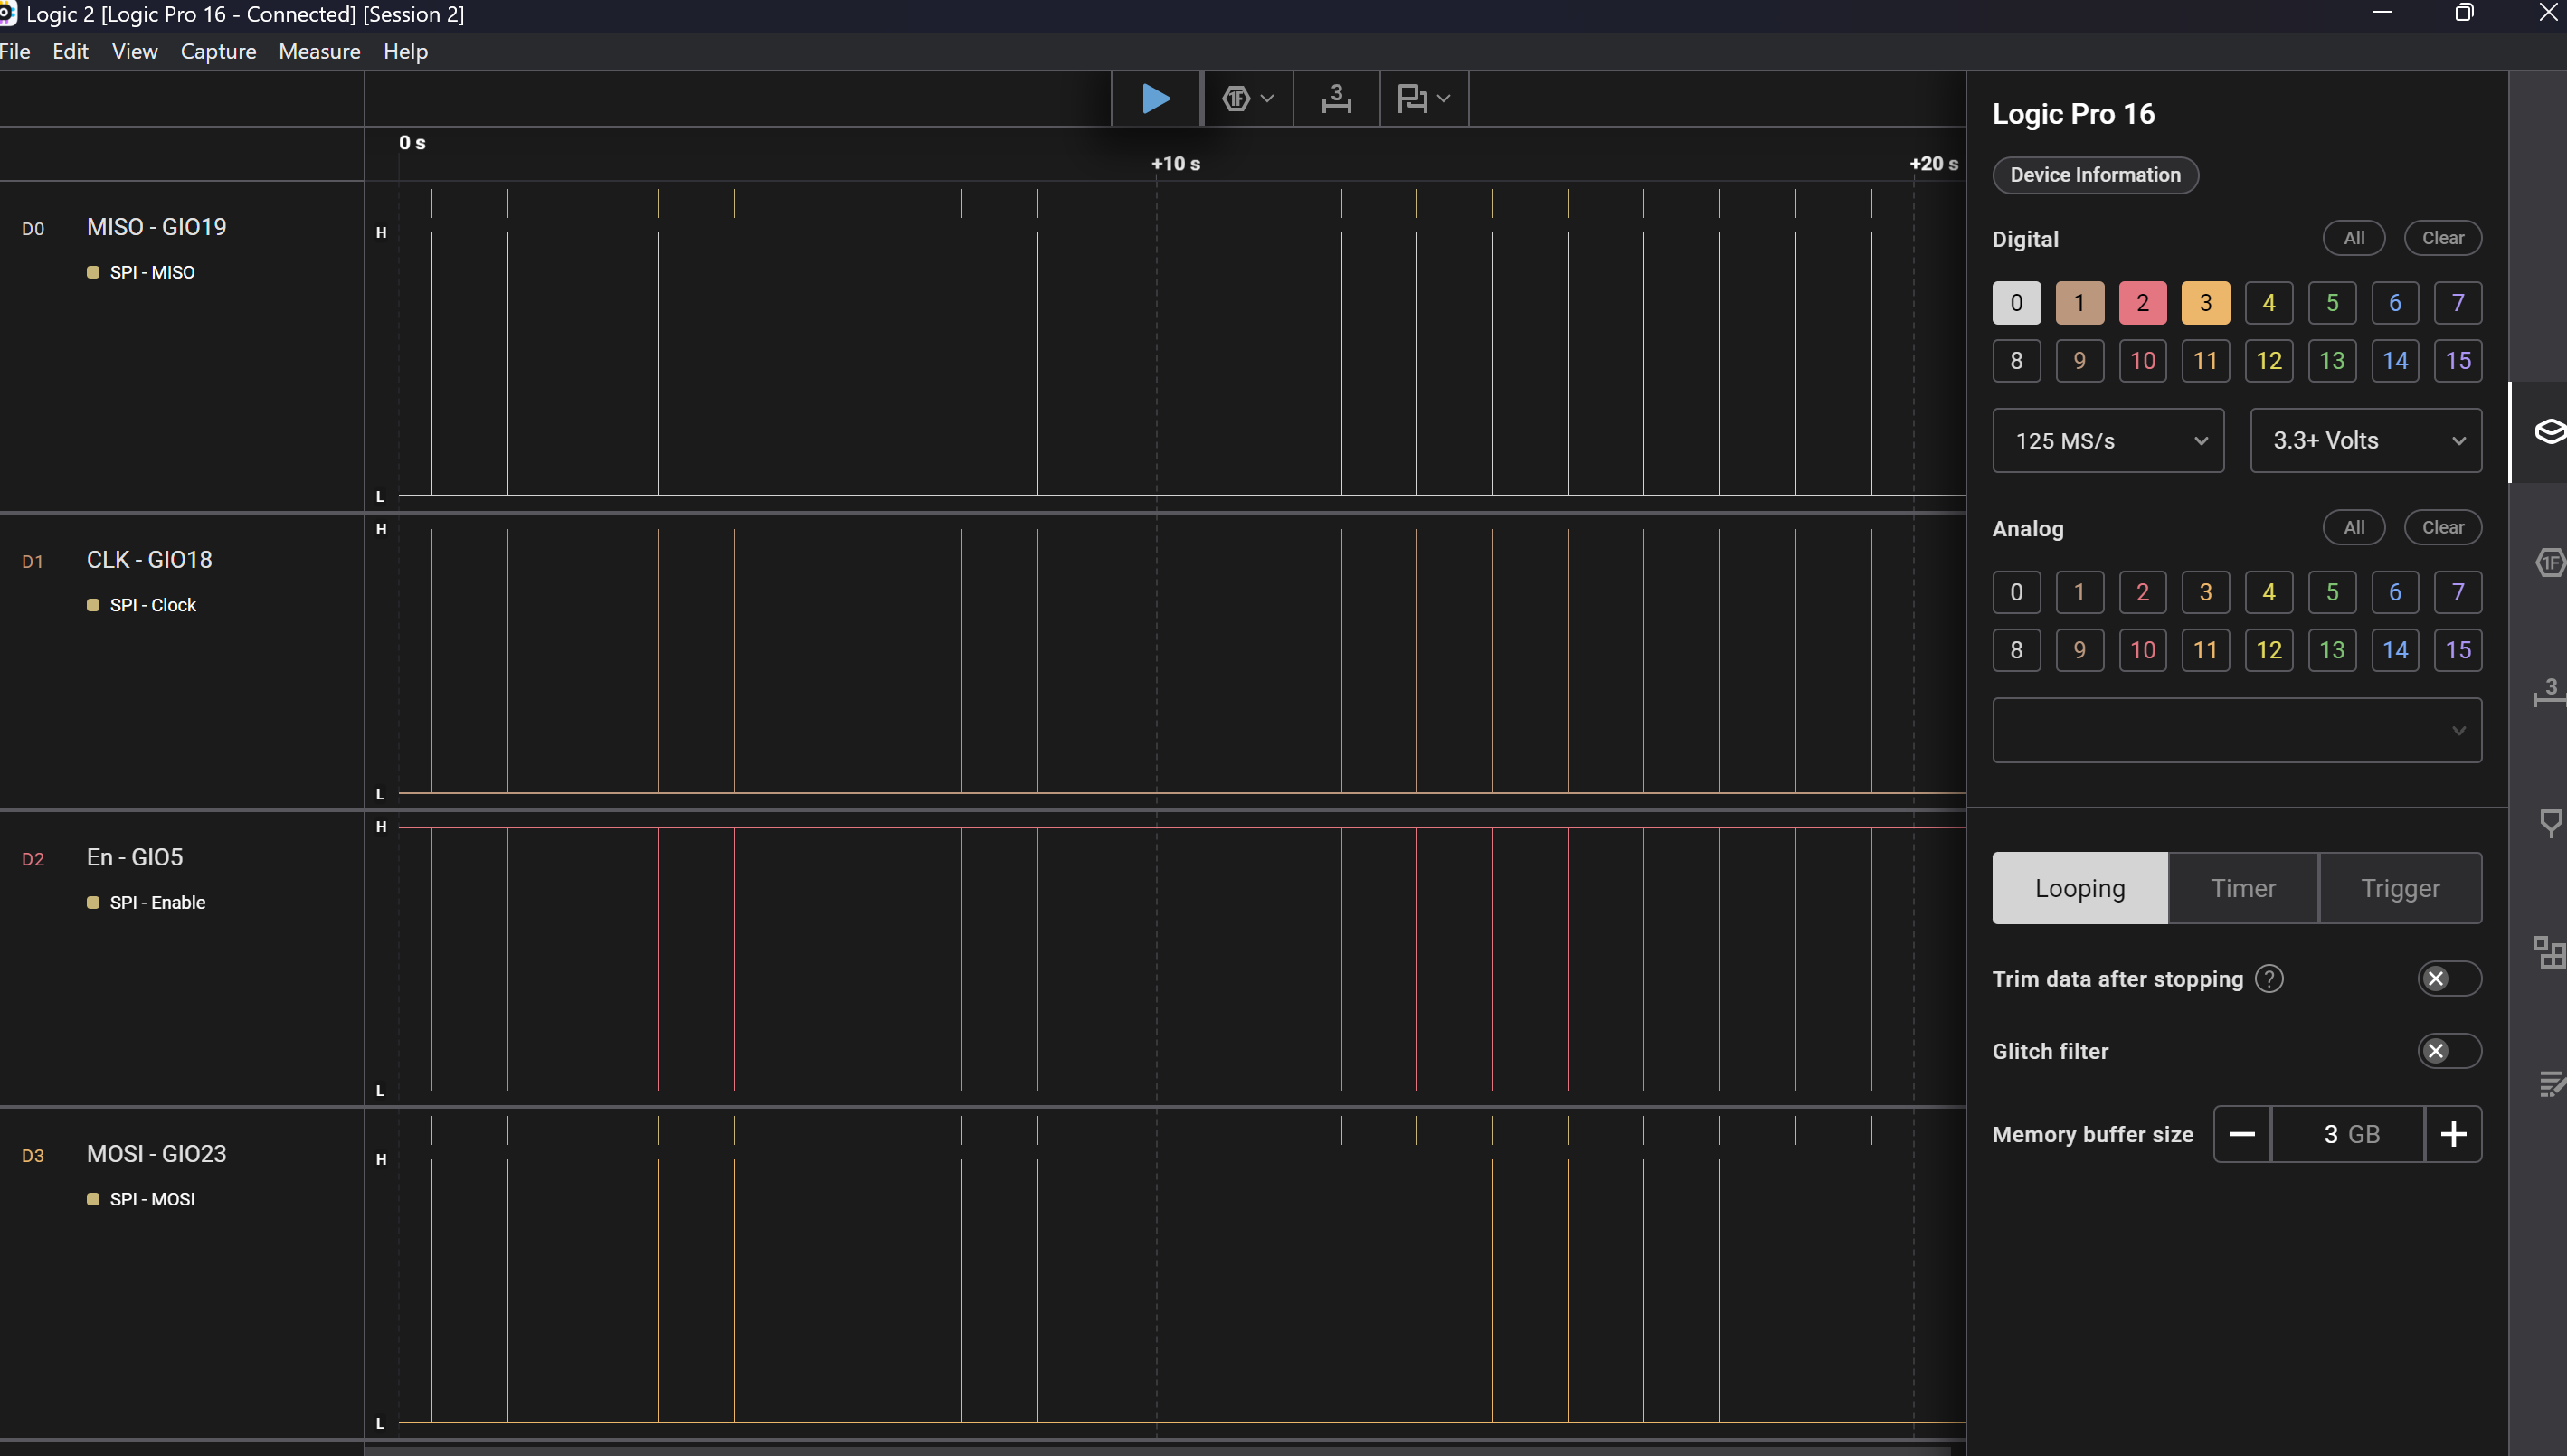 Logic 2 [Logic Pro 16 - Connected] [Session 2]
File Edit View Capture Measure Help
1F 3
0 s
+10 s +20 s
D0 MISO - GIO19
SPI - MISO
H
L
D1 CLK - GIO18
SPI - Clock
H
L
D2 En - GIO5
SPI - Enable
H
L
D3 MOSI - GIO23
SPI - MOSI
H
L
Logic Pro 16
Device Information
Digital All Clear
0 1 2 3 4 5 6 7
8 9 10 11 12 13 14 15
125 MS/s 3.3+ Volts
Analog All Clear
0 1 2 3 4 5 6 7
8 9 10 11 12 13 14 15
Looping Timer Trigger
Trim data after stopping ?
Glitch filter
Memory buffer size 3 GB
1F
3